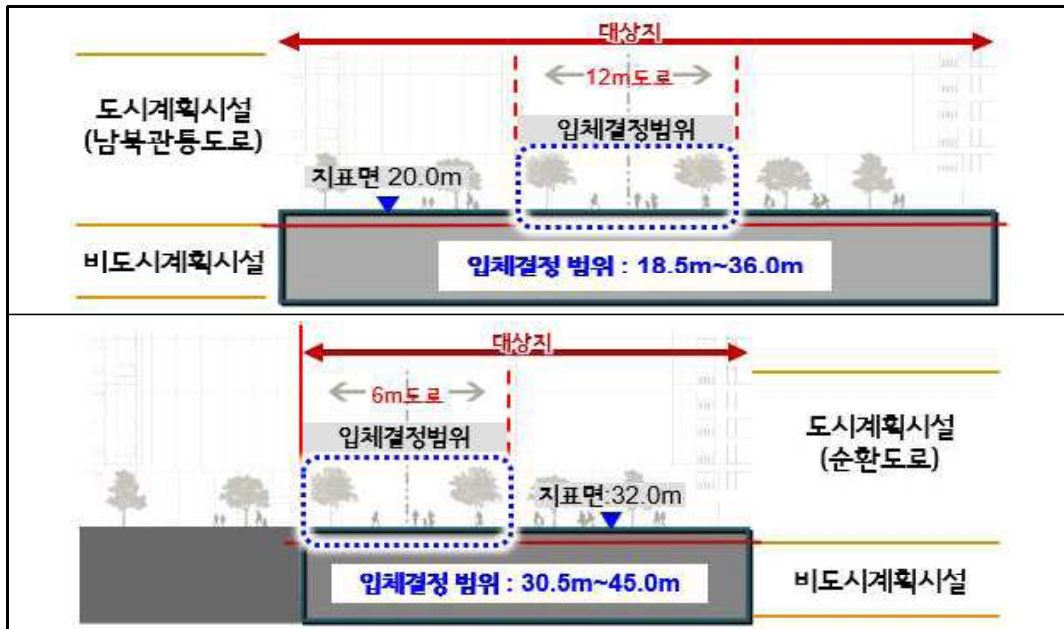 대상지
12m도로
도시계획시설
(남북관통도로)
입체결정범위
지표면 20.0m
비도시계획시설
입체결정 범위 : 18.5m~36.0m
대상지
6m도로
입체결정범위
도시계획시설
(순환도로)
지표면:32.0m
입체결정 범위 : 30.5m~45.0m
비도시계획시설